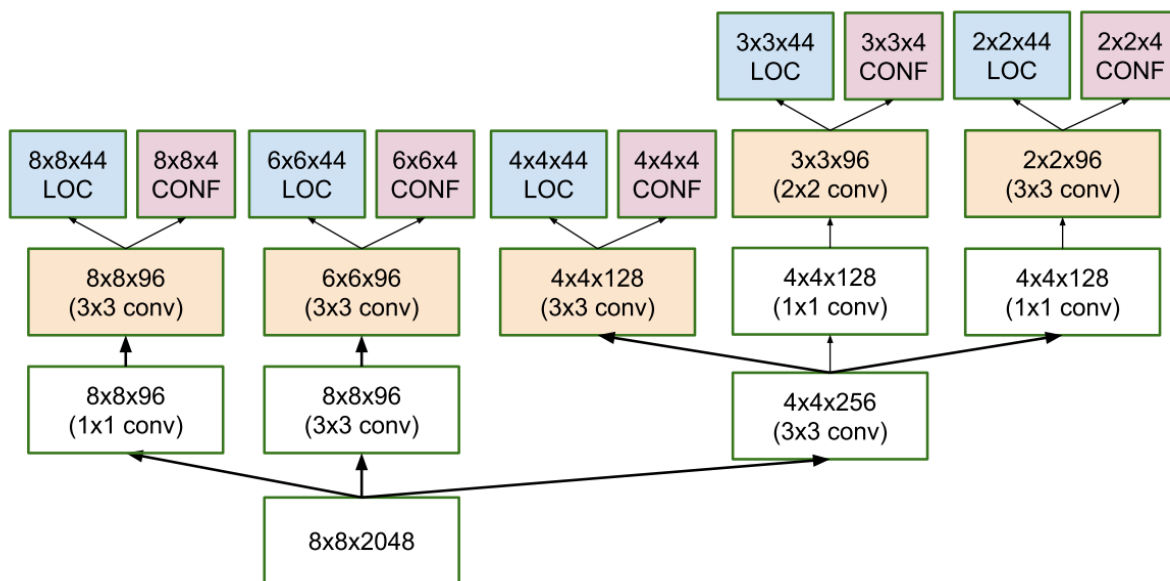 3x3x44
LOC
3x3x4
CONF
2x2x44
LOC
2x2x4
CONF
8x8x44
LOC
8x8x4
CONF
6x6x44
LOC
6x6x4
CONF
4x4x44
LOC
4x4x4
CONF
3x3x96
(2x2 conv)
2x2x96
(3x3 conv)
8x8x96
(3x3 conv)
6x6x96
(3x3 conv)
4x4x128
(3x3 conv)
4x4x128
(1x1 conv)
4x4x128
(1x1 conv)
8x8x96
(1x1 conv)
8x8x96
(3x3 conv)
4x4x256
(3x3 conv)
8x8x2048